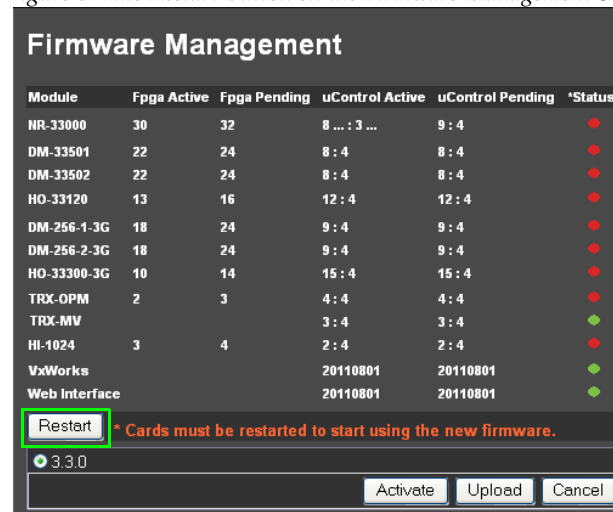 Firmware Management
Module Fpga Active Fpga Pending uControl Active uControl Pending *Status
NR-33000 30 32 8 ... : 3 ... 9 : 4
DM-33501 22 24 8 : 4 8 : 4
DM-33502 22 24 8 : 4 8 : 4
HO-33120 13 16 12 : 4 12 : 4
DM-256-1-3G 18 24 9 : 4 9 : 4
DM-256-2-3G 18 24 9 : 4 9 : 4
HO-33300-3G 10 14 15 : 4 15 : 4
TRX-OPM 2 3 4 : 4 4 : 4
TRX-MV 3 : 4 3 : 4
HI-1024 3 4 2 : 4 2 : 4
VxWorks 20110801 20110801
Web Interface 20110801 20110801
Restart * Cards must be restarted to start using the new firmware.
3.3.0
Activate Upload Cancel